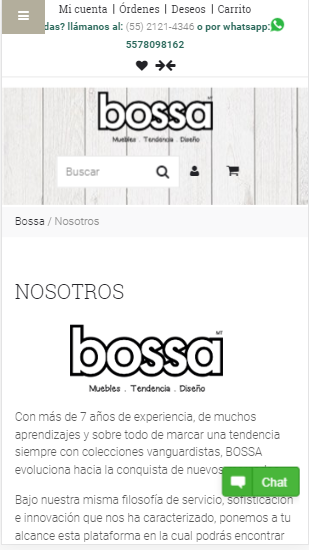 Mi cuenta | Órdenes | Deseos | Carrito
das? llámanos al: (55) 2121-4346 o por whatsapp:
5578098162
bossa
Muebles . Tendencia . Diseño
Buscar
Bossa / Nosotros
NOSOTROS
bossa MT
Muebles . Tendencia . Diseño
Con más de 7 años de experiencia, de muchos
aprendizajes y sobre todo de marcar una tendencia
siempre con colecciones vanguardistas, BOSSA
evoluciona hacia la conquista de nuevos
Chat
Bajo nuestra misma filosofía de servicio, sofisticación
e innovación que nos ha caracterizado, ponemos a tu
alcance esta plataforma en la cual podrás encontrar